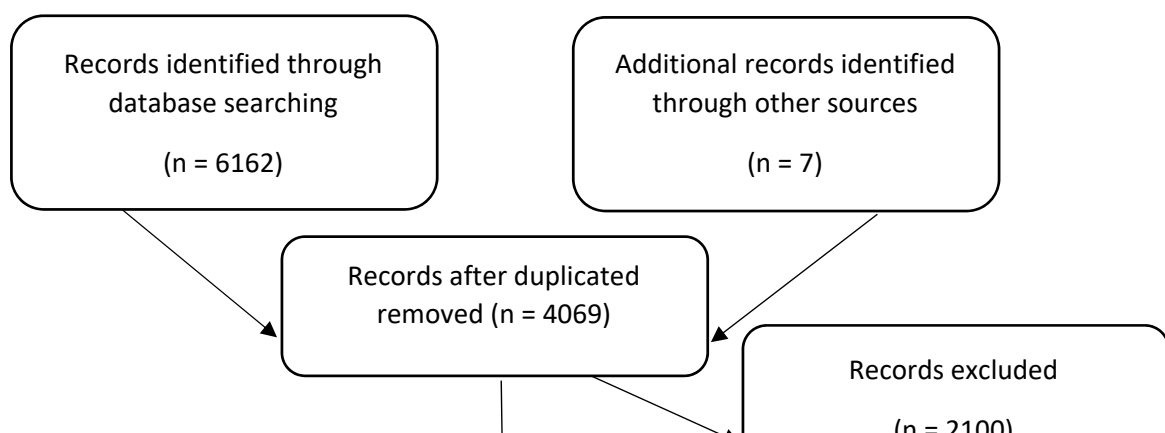 Records identified through
database searching
(n = 6162)
Additional records identified
through other sources
(n = 7)
Records after duplicated
removed (n = 4069)
Records excluded
(n = 2100)